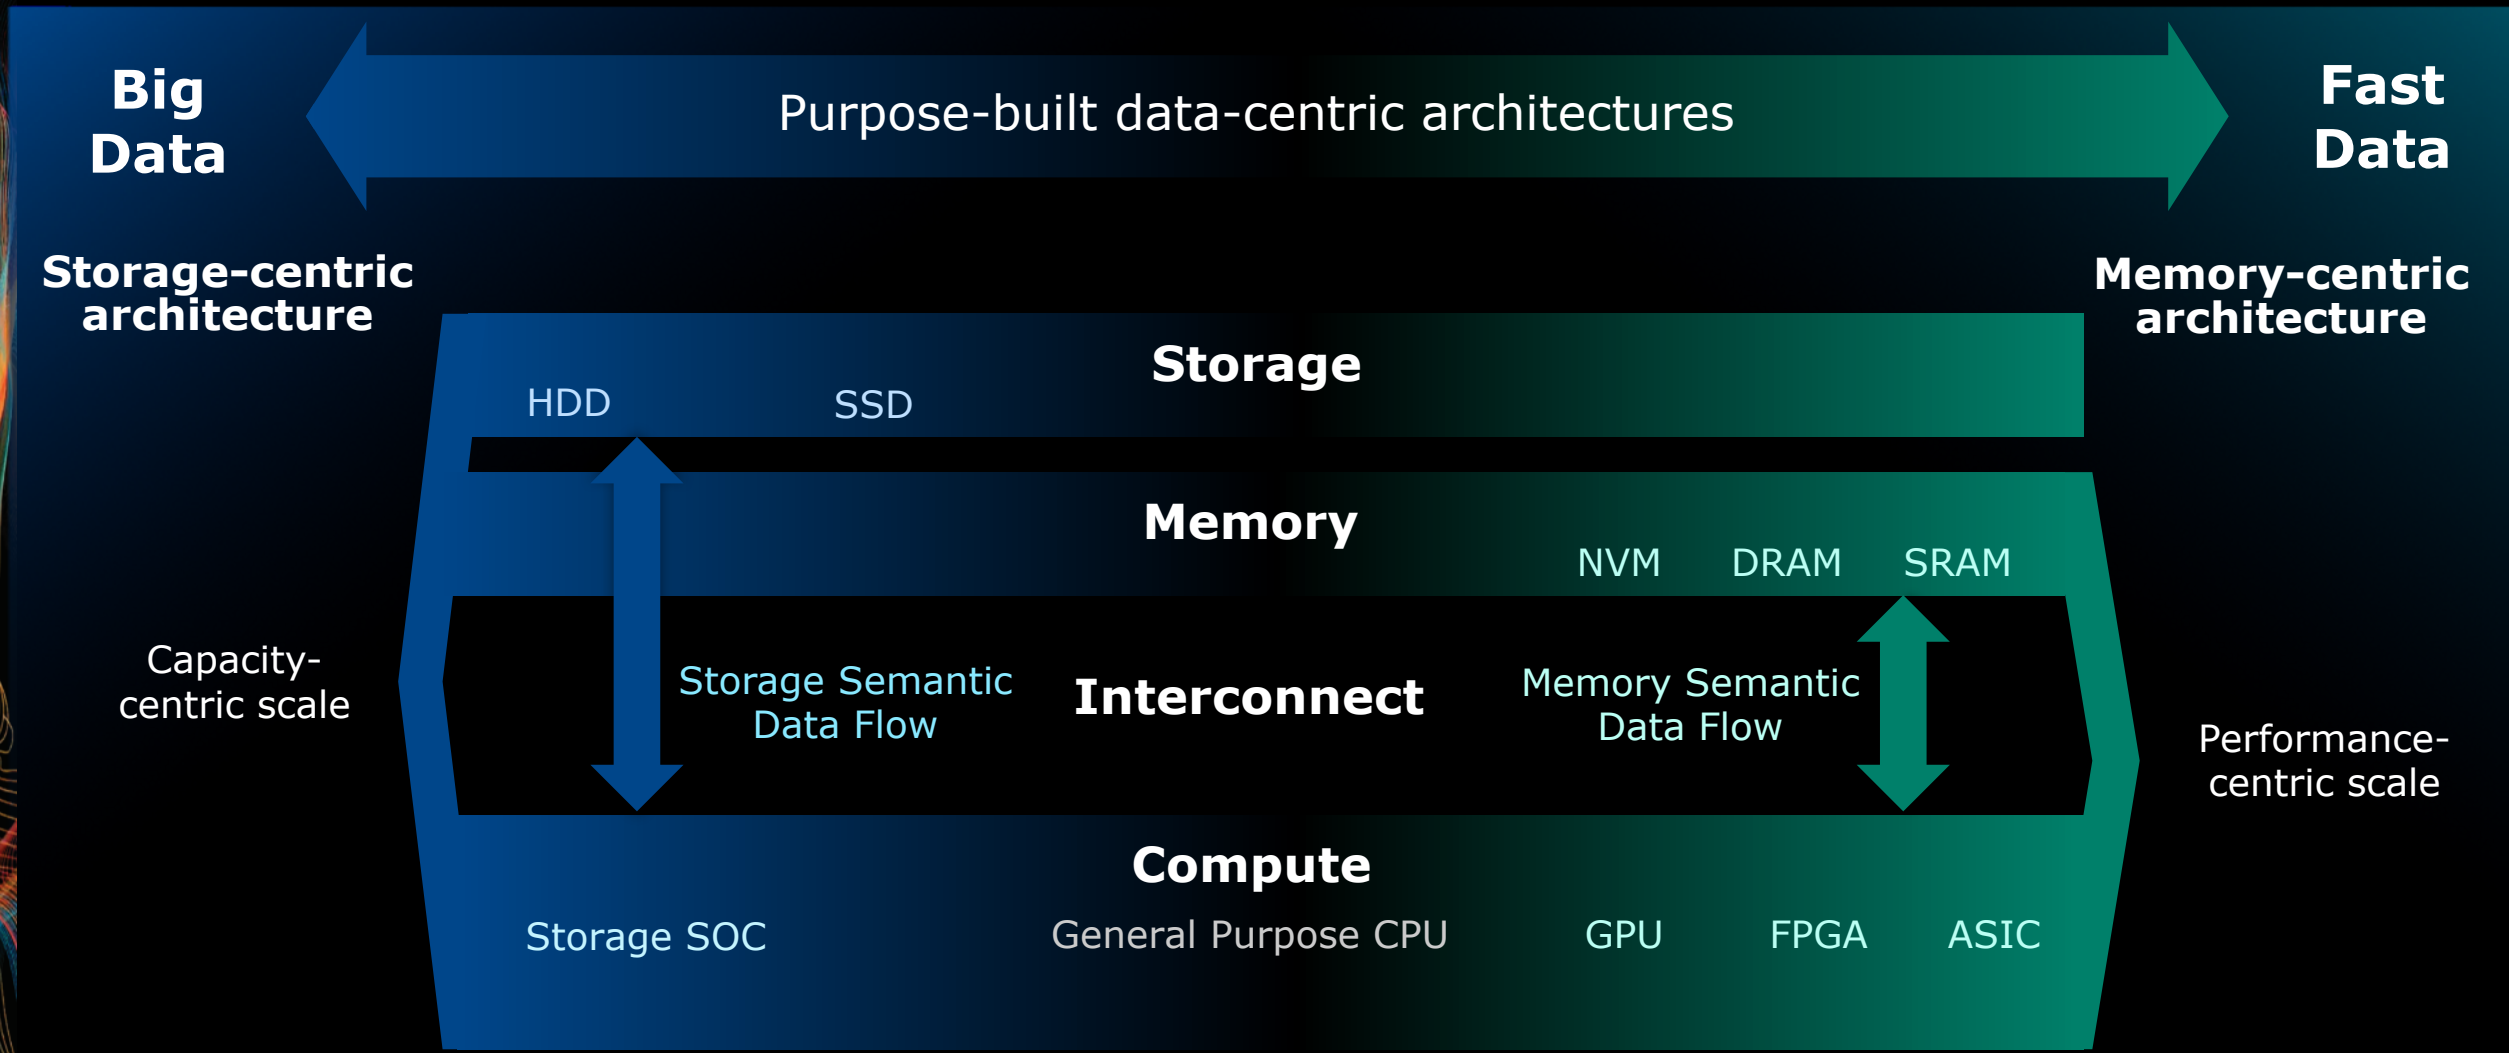 Big
Data
Purpose-built data-centric architectures
Fast
Data
Storage-centric
architecture
Memory-centric
architecture
Storage
HDD
SSD
Memory
NVM
DRAM
SRAM
Capacity-
centric scale
Storage Semantic
Data Flow
Interconnect
Memory Semantic
Data Flow
Performance-
centric scale
Compute
Storage SOC
General Purpose CPU
GPU
FPGA
ASIC